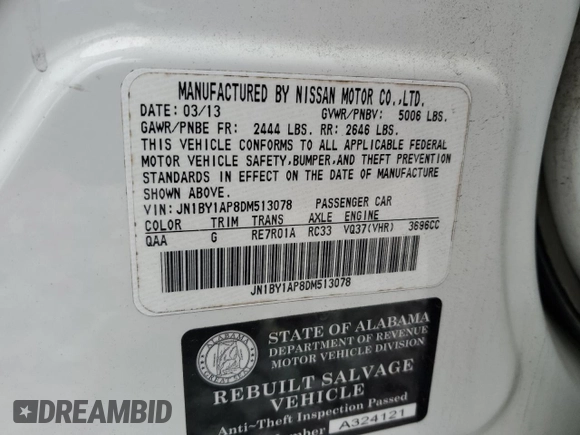 MANUFACTURED BY NISSAN MOTOR CO.,LTD.
DATE: 03/13 GVWR/PNBV: 5006 LBS.
GAWR/PNBE FR: 2444 LBS. RR: 2646 LBS.
THIS VEHICLE CONFORMS TO ALL APPLICABLE FEDERAL
MOTOR VEHICLE SAFETY,BUMPER,AND THEFT PREVENTION
STANDARDS IN EFFECT ON THE DATE OF MANUFACTURE
SHOWN ABOVE.
VIN: JN1BY1AP8DM513078 PASSENGER CAR
COLOR TRIM TRANS AXLE ENGINE
QAA G RE7R01A RC33 VQ37(VHR) 3696CC
JN1BY1AP8DM513078
STATE OF ALABAMA
DEPARTMENT OF REVENUE
MOTOR VEHICLE DIVISION
REBUILT SALVAGE
VEHICLE
Anti-Theft Inspection Passed
Number A324121
DREAMBID